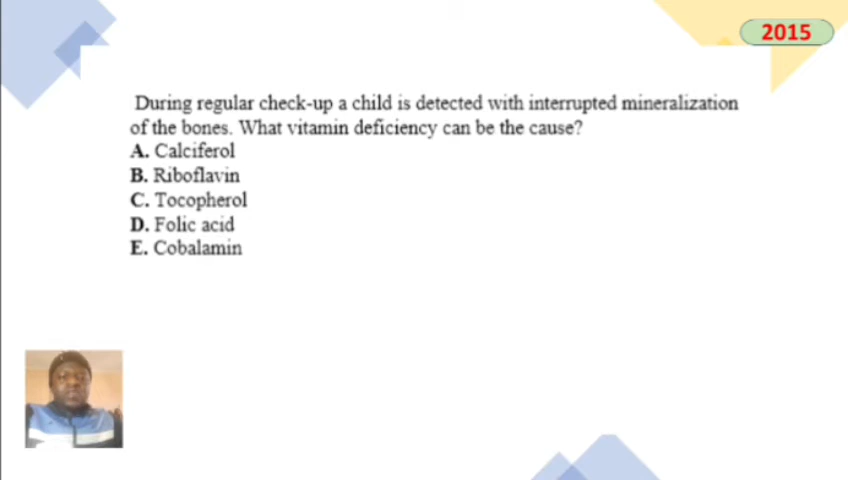 2015
During regular check-up a child is detected with interrupted mineralization
of the bones. What vitamin deficiency can be the cause?
A. Calciferol
B. Riboflavin
C. Tocopherol
D. Folic acid
E. Cobalamin